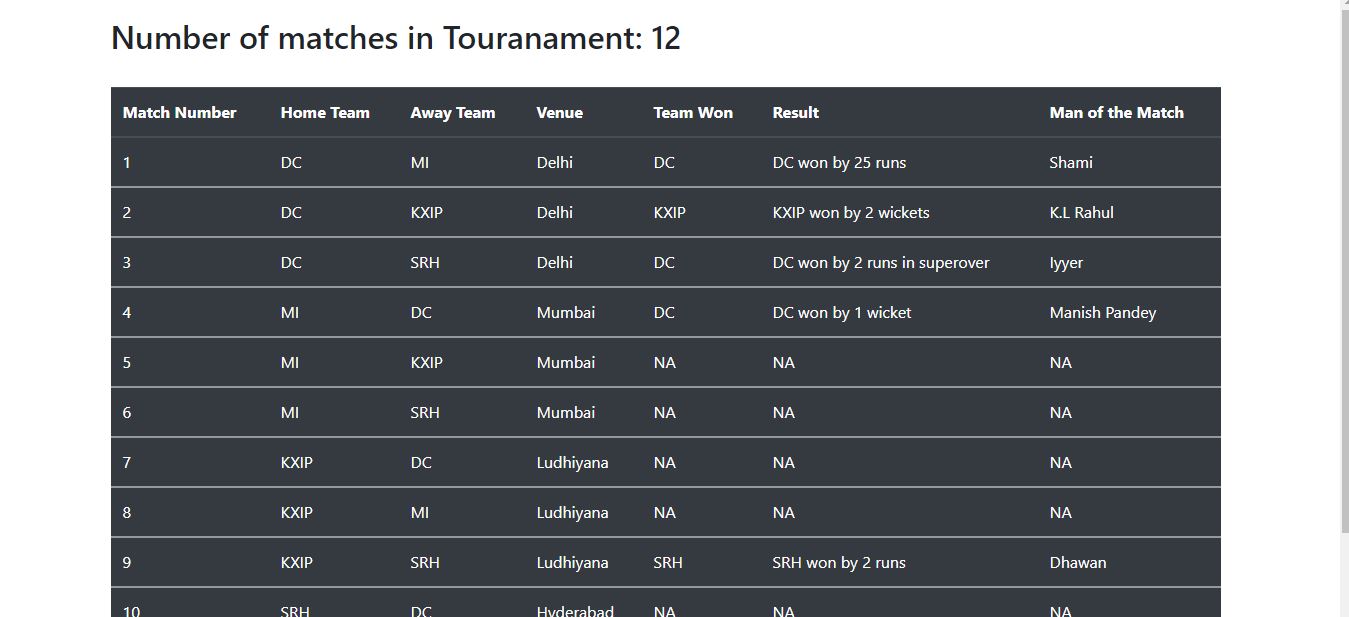 Number of matches in Touranament: 12
Match Number Home Team Away Team Venue Team Won Result Man of the Match
1 DC MI Delhi DC DC won by 25 runs Shami
2 DC KXIP Delhi KXIP KXIP won by 2 wickets K.L Rahul
3 DC SRH Delhi DC DC won by 2 runs in superover Iyyer
4 MI DC Mumbai DC DC won by 1 wicket Manish Pandey
5 MI KXIP Mumbai NA NA NA
6 MI SRH Mumbai NA NA NA
7 KXIP DC Ludhiyana NA NA NA
8 KXIP MI Ludhiyana NA NA NA
9 KXIP SRH Ludhiyana SRH SRH won by 2 runs Dhawan
10 SRH DC Hyderabad NA NA NA